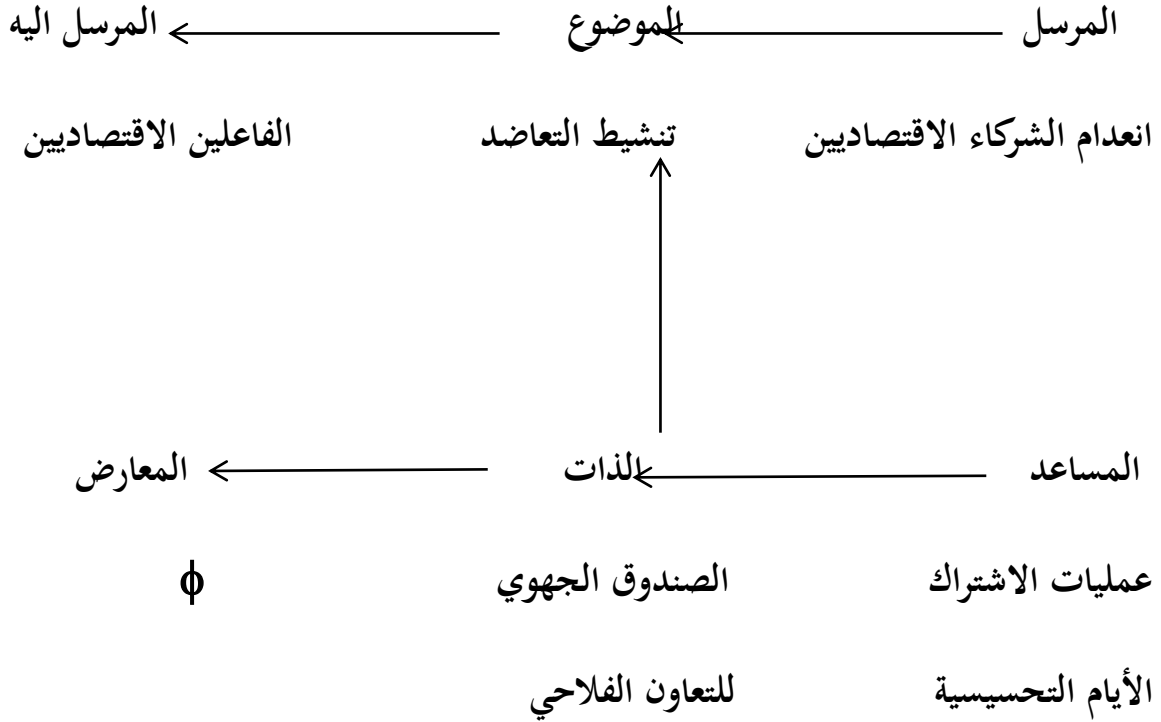 المرسل الموضوع المرسل اليه
انعدام الشركاء الاقتصاديين تنشيط التعاضد الفاعلين الاقتصاديين
المساعد الذات المعارض
عمليات الاشتراك الصندوق الجهوي ϕ
الأيام التحسيسية للتعاون الفلاحي